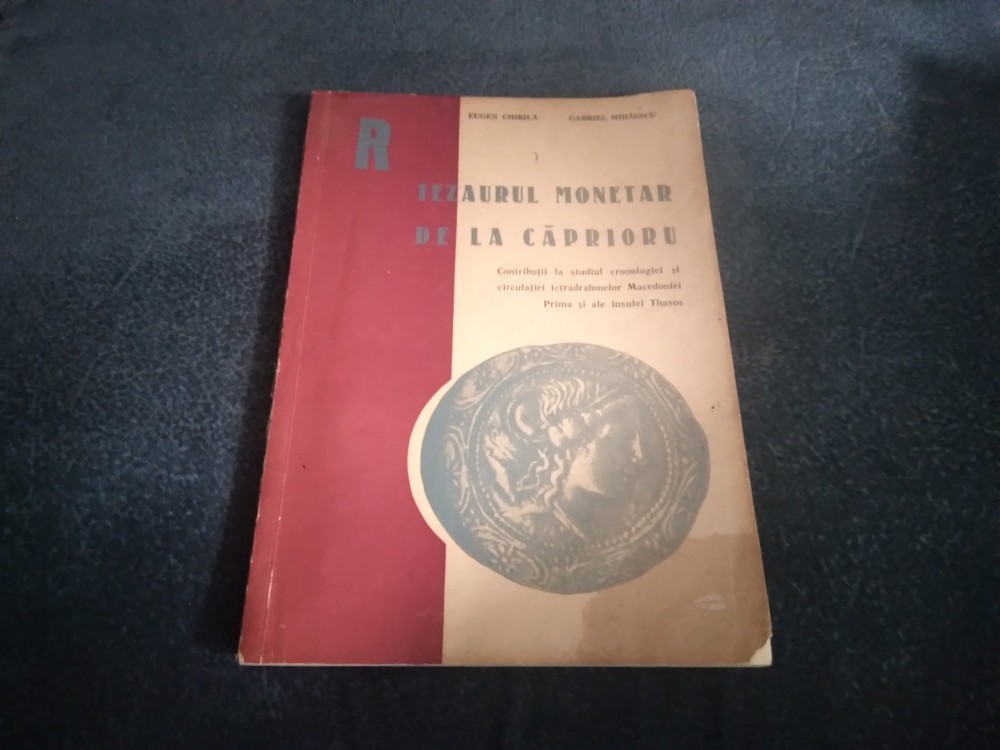 EUGEN CHIRILA GABRIEL MIHĂESCU
R
TEZAURUL MONETAR
DE LA CĂPRIORU
Contribuții la studiul cronologiei și
circulației tetradrahmelor Macedoniei
Prima și ale insulei Thasos